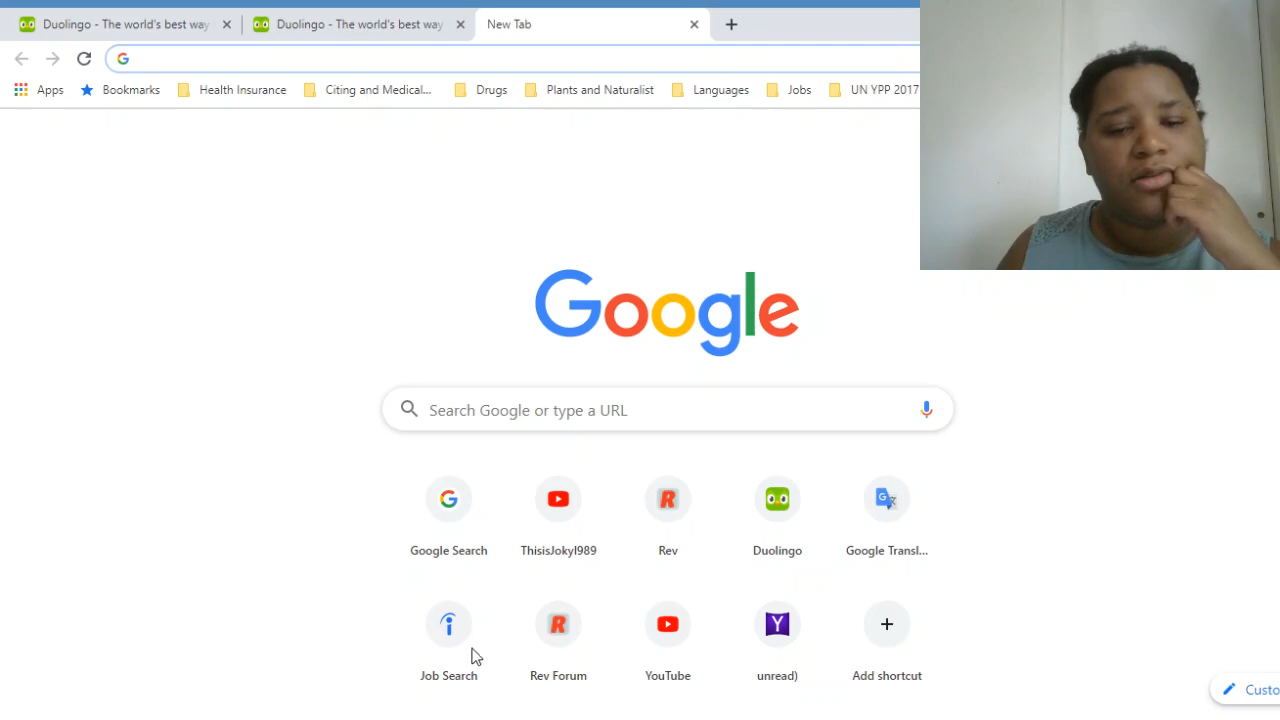 Duolingo - The world's best way
Duolingo - The world's best way
New Tab
Apps
Bookmarks
Health Insurance
Citing and Medical...
Drugs
Plants and Naturalist
Languages
Jobs
UN YPP 2017
Google
Search Google or type a URL
Google Search
ThisisJokyl989
Rev
Duolingo
Google Transl...
Job Search
Rev Forum
YouTube
unread)
Add shortcut
Custo